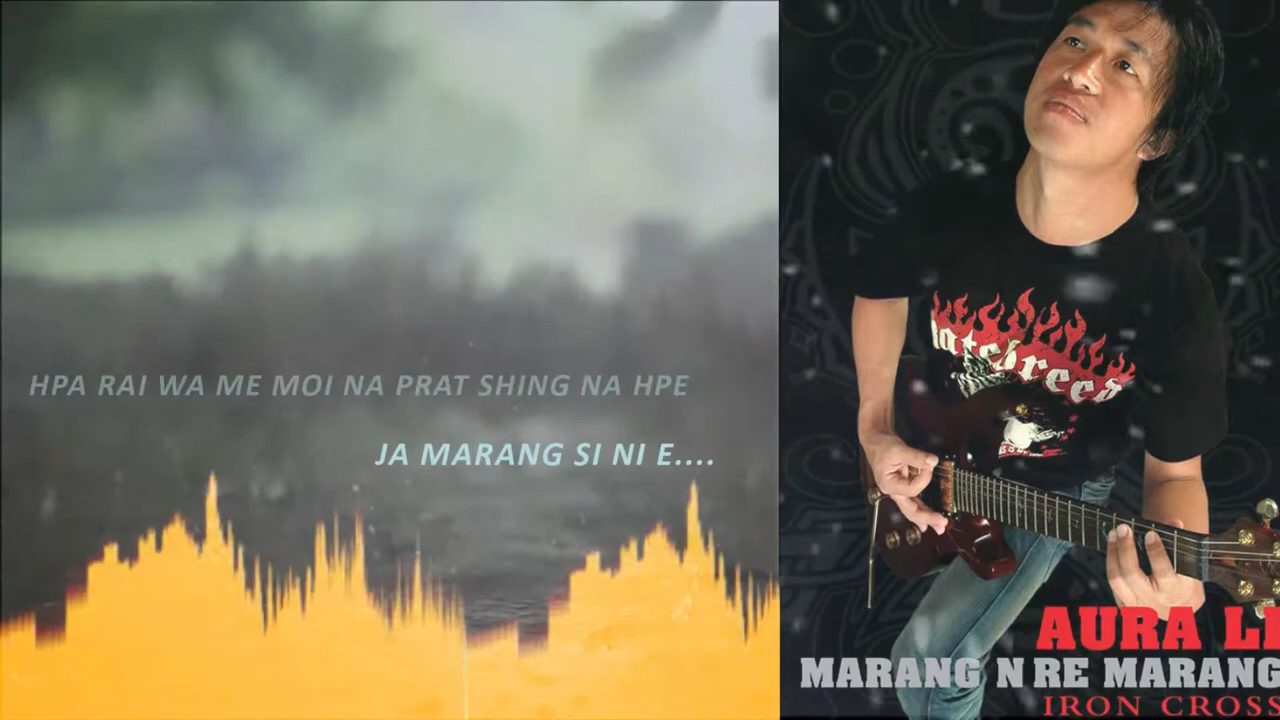 HPA RAI WA ME MOI NA PRAT SHING NA HPE
JA MARANG SI NI E....
atebree
AURA L
MARANG N RE MARANG
IRON CROSS